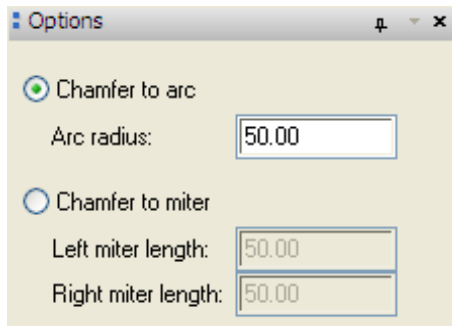 Options
Chamfer to arc
Arc radius: 50.00
Chamfer to miter
Left miter length: 50.00
Right miter length: 50.00